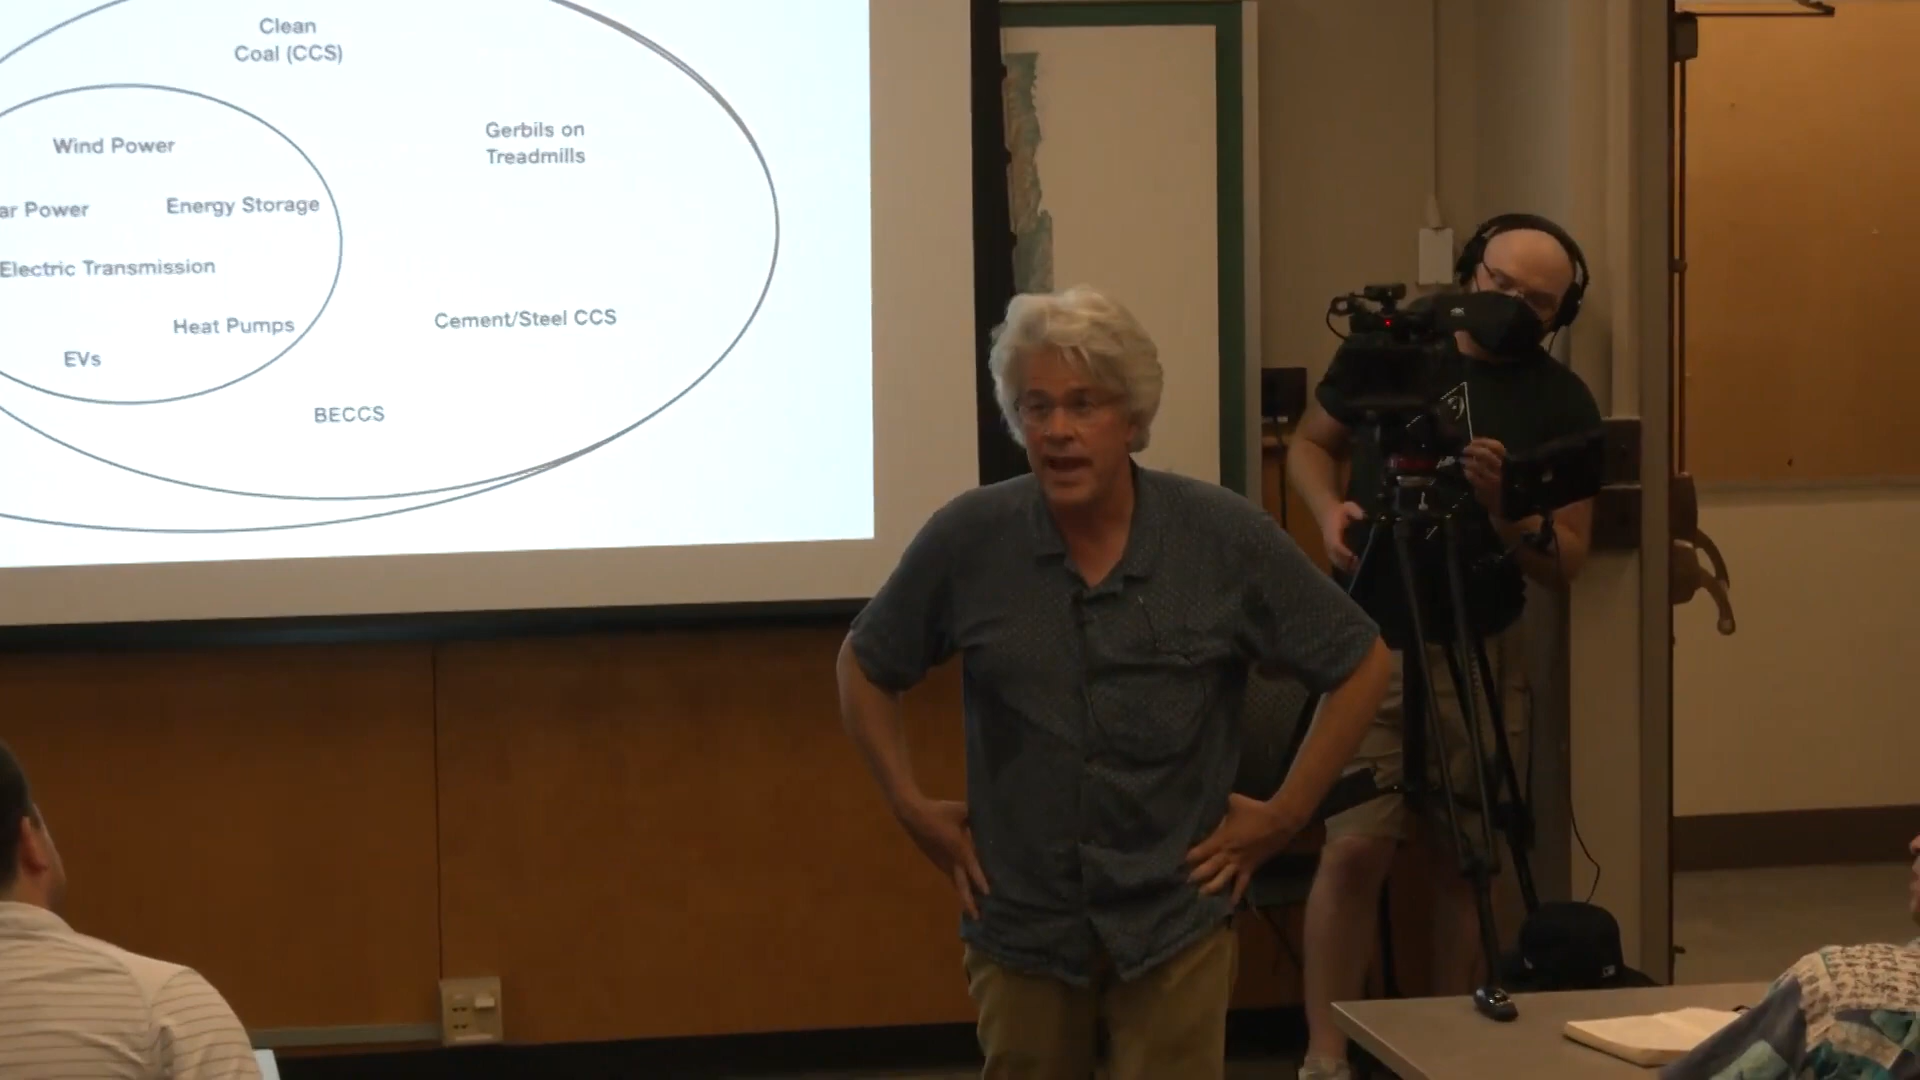 Clean
Coal (CCS)
Gerbils on
Treadmills
Wind Power
ar Power
Energy Storage
Electric Transmission
Heat Pumps
Cement/Steel CCS
EVs
BECCS
4K